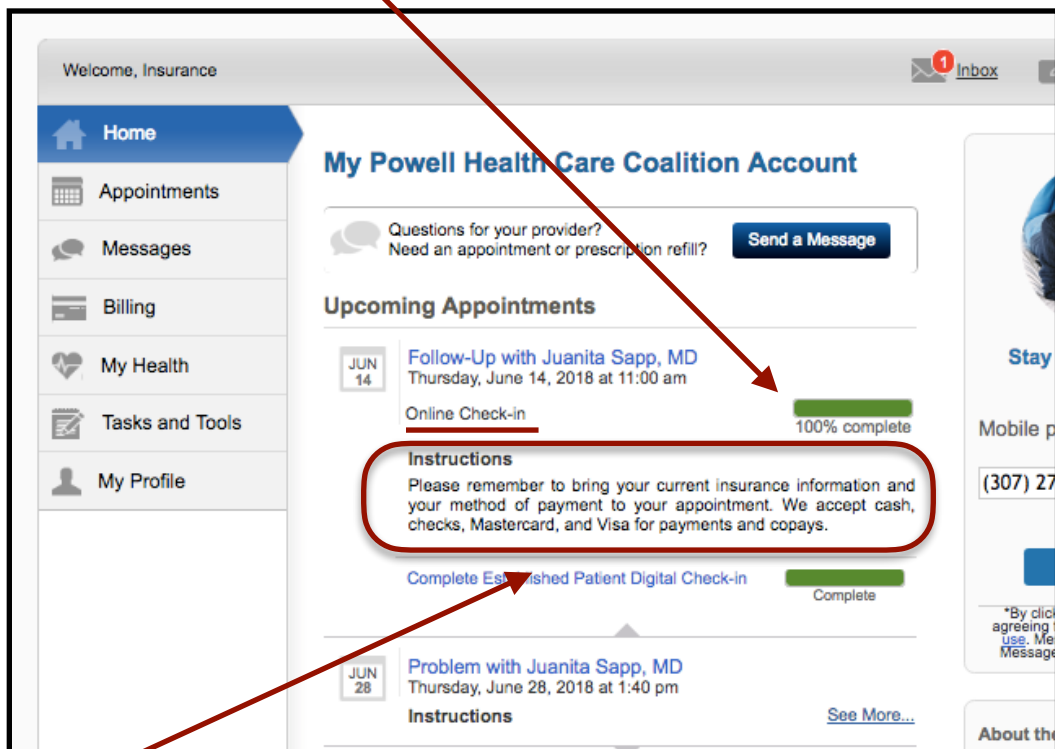 Welcome, Insurance
1
Inbox
Home
Appointments
Messages
Billing
My Health
Tasks and Tools
My Profile
My Powell Health Care Coalition Account
Questions for your provider?
Need an appointment or prescription refill?
Send a Message
Upcoming Appointments
JUN
14
Follow-Up with Juanita Sapp, MD
Thursday, June 14, 2018 at 11:00 am
Online Check-in
100% complete
Instructions
Please remember to bring your current insurance information and
your method of payment to your appointment. We accept cash,
checks, Mastercard, and Visa for payments and copays.
Complete Established Patient Digital Check-in
Complete
JUN
28
Problem with Juanita Sapp, MD
Thursday, June 28, 2018 at 1:40 pm
Instructions
See More...
Stay
Mobile p
(307) 27
*By click
agreeing
use. Me
Message
About the